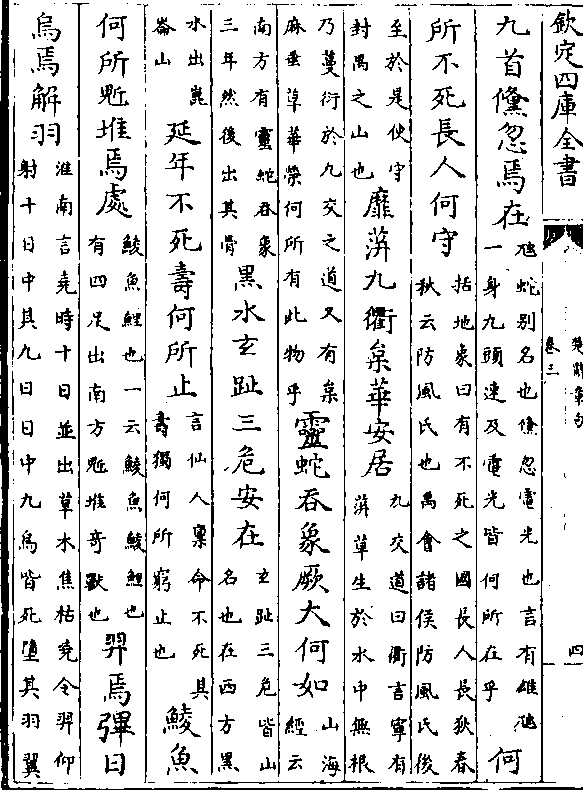 欽定四庫全書
楚辭章句
卷三
四
九首儵忽焉在虺蛇别名也儵忽電光也言有雄虺一身九頭速及電光皆何所在乎何
所不死長人何守括地象曰有不死之國長人長狄春秋云防風氏也禹會諸侯防風氏後
至於是使守封禺之山也靡蓱九衢枲華安居九交道曰衢言寧有蓱草生於水中無根
乃蔓衍於九交之道又有枲麻垂草華榮何所有此物乎靈蛇吞象厥大何如山海經云
南方有靈蛇吞象三年然後出其骨黑水玄趾三危安在玄趾三危皆山名也在西方黑
水出崑崙山延年不死壽何所止言仙人稟命不死其壽獨何所窮止也鯪魚
何所鬿堆焉處鯪魚鯉也一云鯪魚鯪鯉也有四足出南方鬿堆奇獸也羿焉彈日
烏焉解羽淮南言堯時十日並出草木焦枯堯令羿仰射十日中其九日日中九烏皆死墮其羽翼